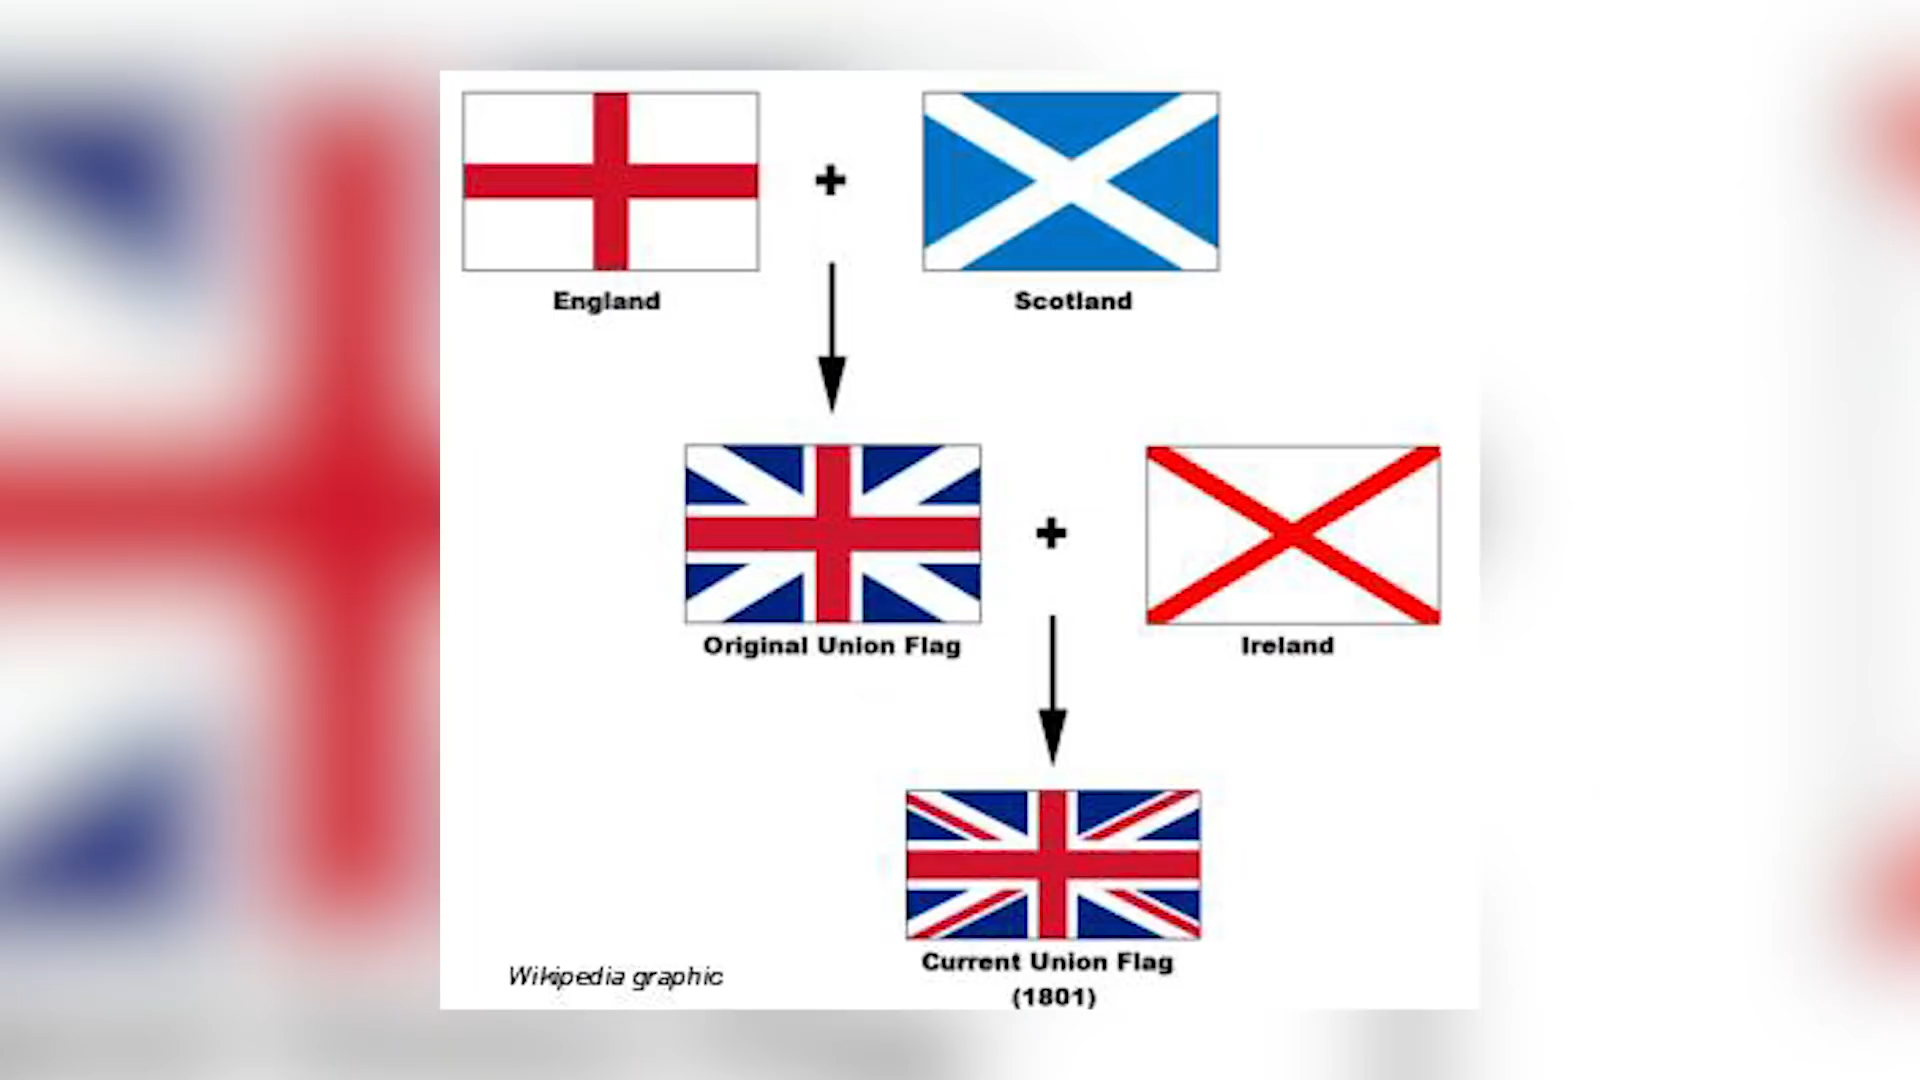 England
Scotland
Original Union Flag
Ireland
Current Union Flag
(1801)
Wikipedia graphic